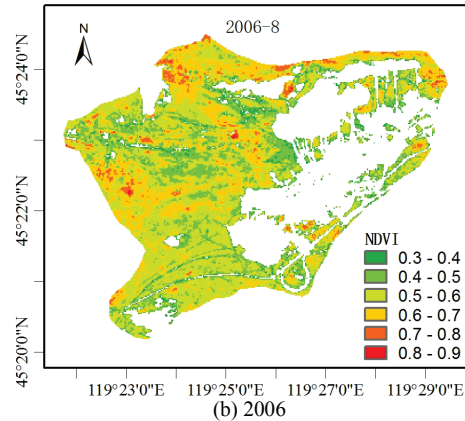 2006-8
N
45°24'0"N
45°22'0"N
45°20'0"N
NDVI
0.3 - 0.4
0.4 - 0.5
0.5 - 0.6
0.6 - 0.7
0.7 - 0.8
0.8 - 0.9
119°23'0"E 119°25'0"E 119°27'0"E 119°29'0"E
(b) 2006